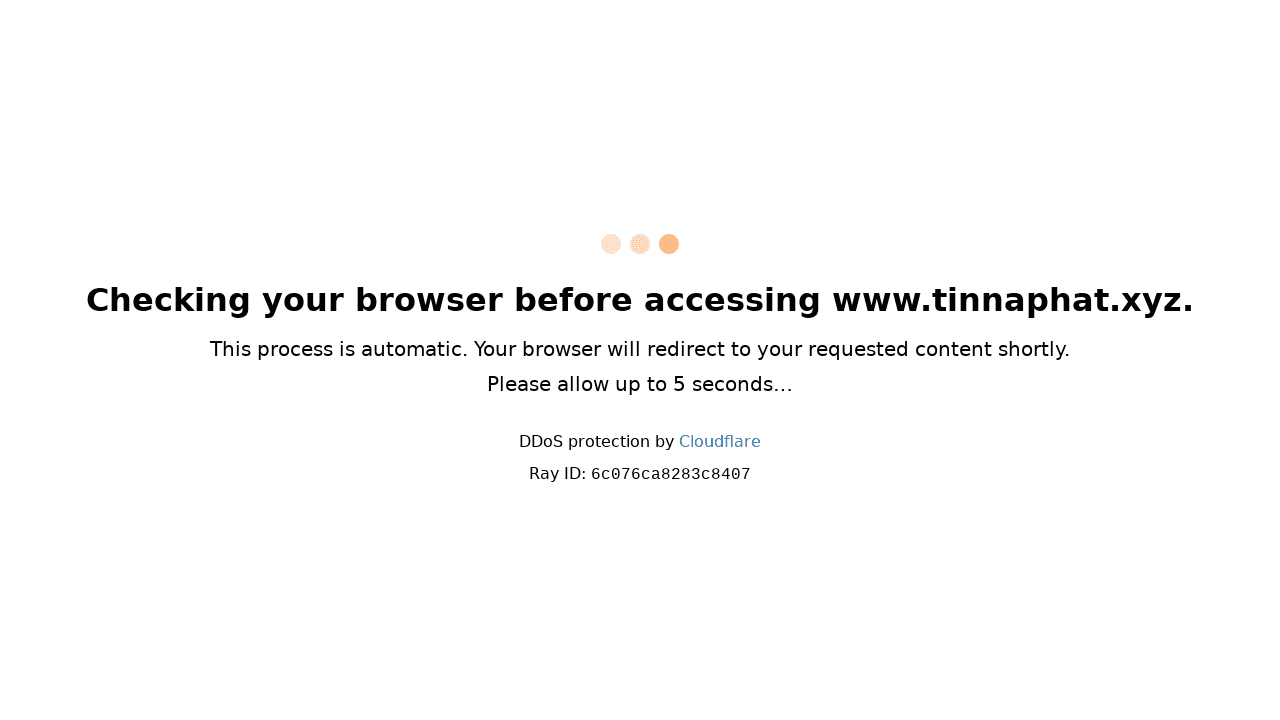 Checking your browser before accessing www.tinnaphat.xyz.
This process is automatic. Your browser will redirect to your requested content shortly.
Please allow up to 5 seconds…
DDoS protection by Cloudflare
Ray ID: 6c076ca8283c8407